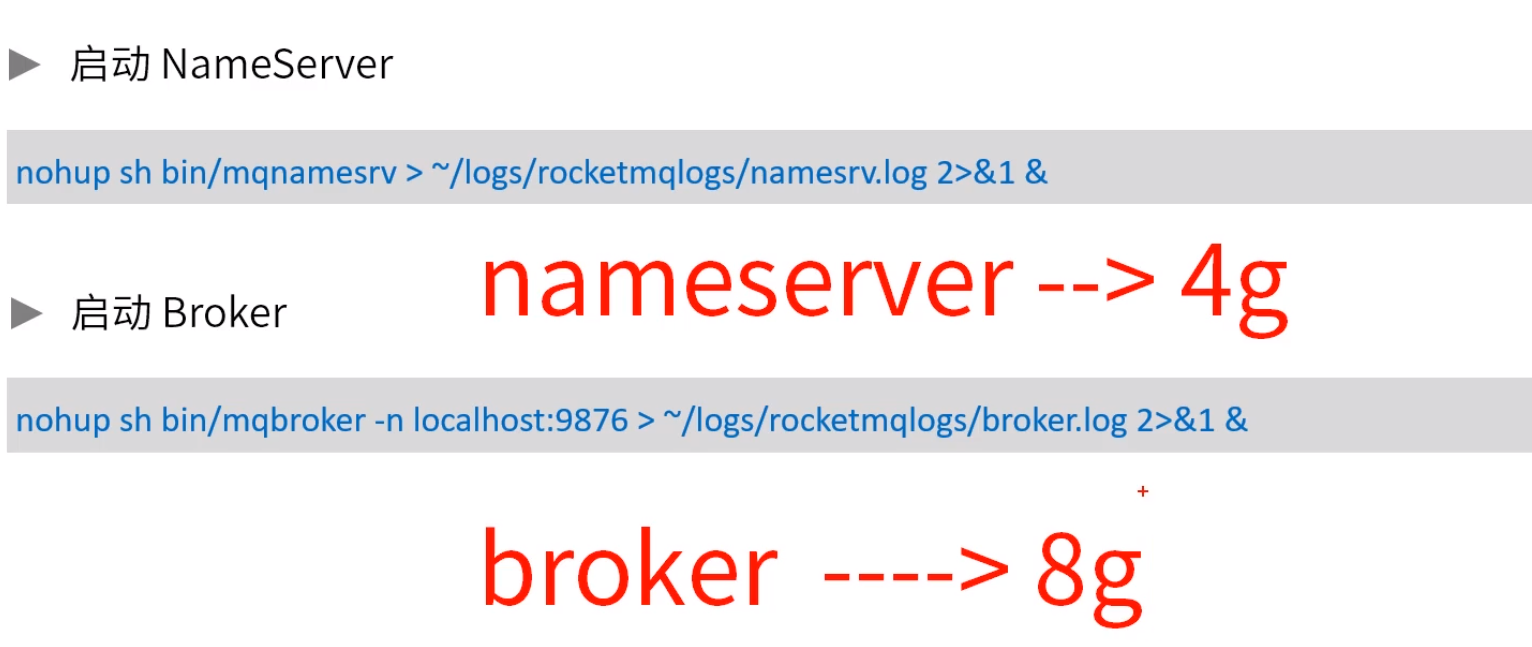 启动 NameServer
nohup sh bin/mqnamesrv > ~/logs/rocketmqlogs/namesrv.log 2>&1 &
nameserver --> 4g
启动 Broker
nohup sh bin/mqbroker -n localhost:9876 > ~/logs/rocketmqlogs/broker.log 2>&1 &
broker ----> 8g